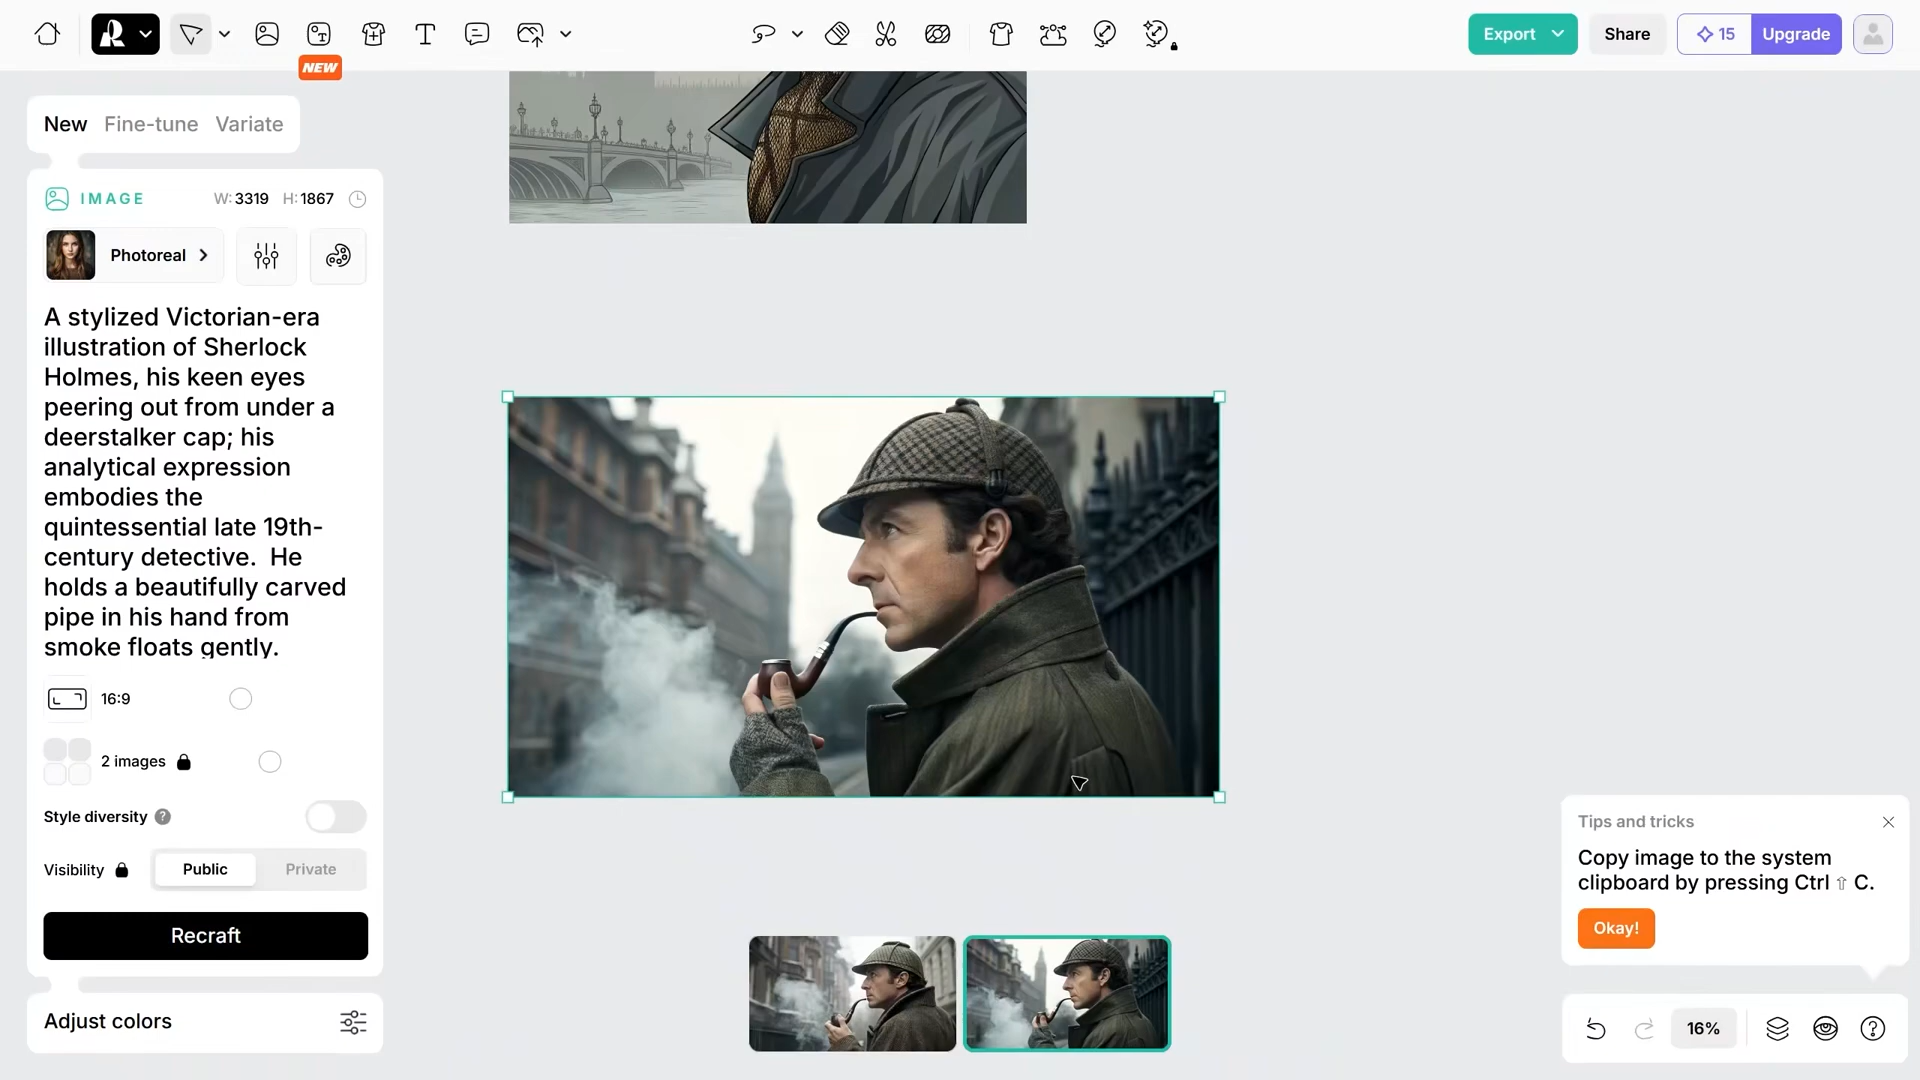 Export
Share
15
Upgrade
NEW
New
Fine-tune
Variate
IMAGE
W: 3319
H: 1867
Photoreal
A stylized Victorian-era
illustration of Sherlock
Holmes, his keen eyes
peering out from under a
deerstalker cap; his
analytical expression
embodies the
quintessential late 19th-
century detective. He
holds a beautifully carved
pipe in his hand from
smoke floats gently.
16:9
2 images
Style diversity ?
Visibility
Public
Private
Recraft
Adjust colors
Tips and tricks
Copy image to the system
clipboard by pressing Ctrl ⇧ C.
Okay!
16%